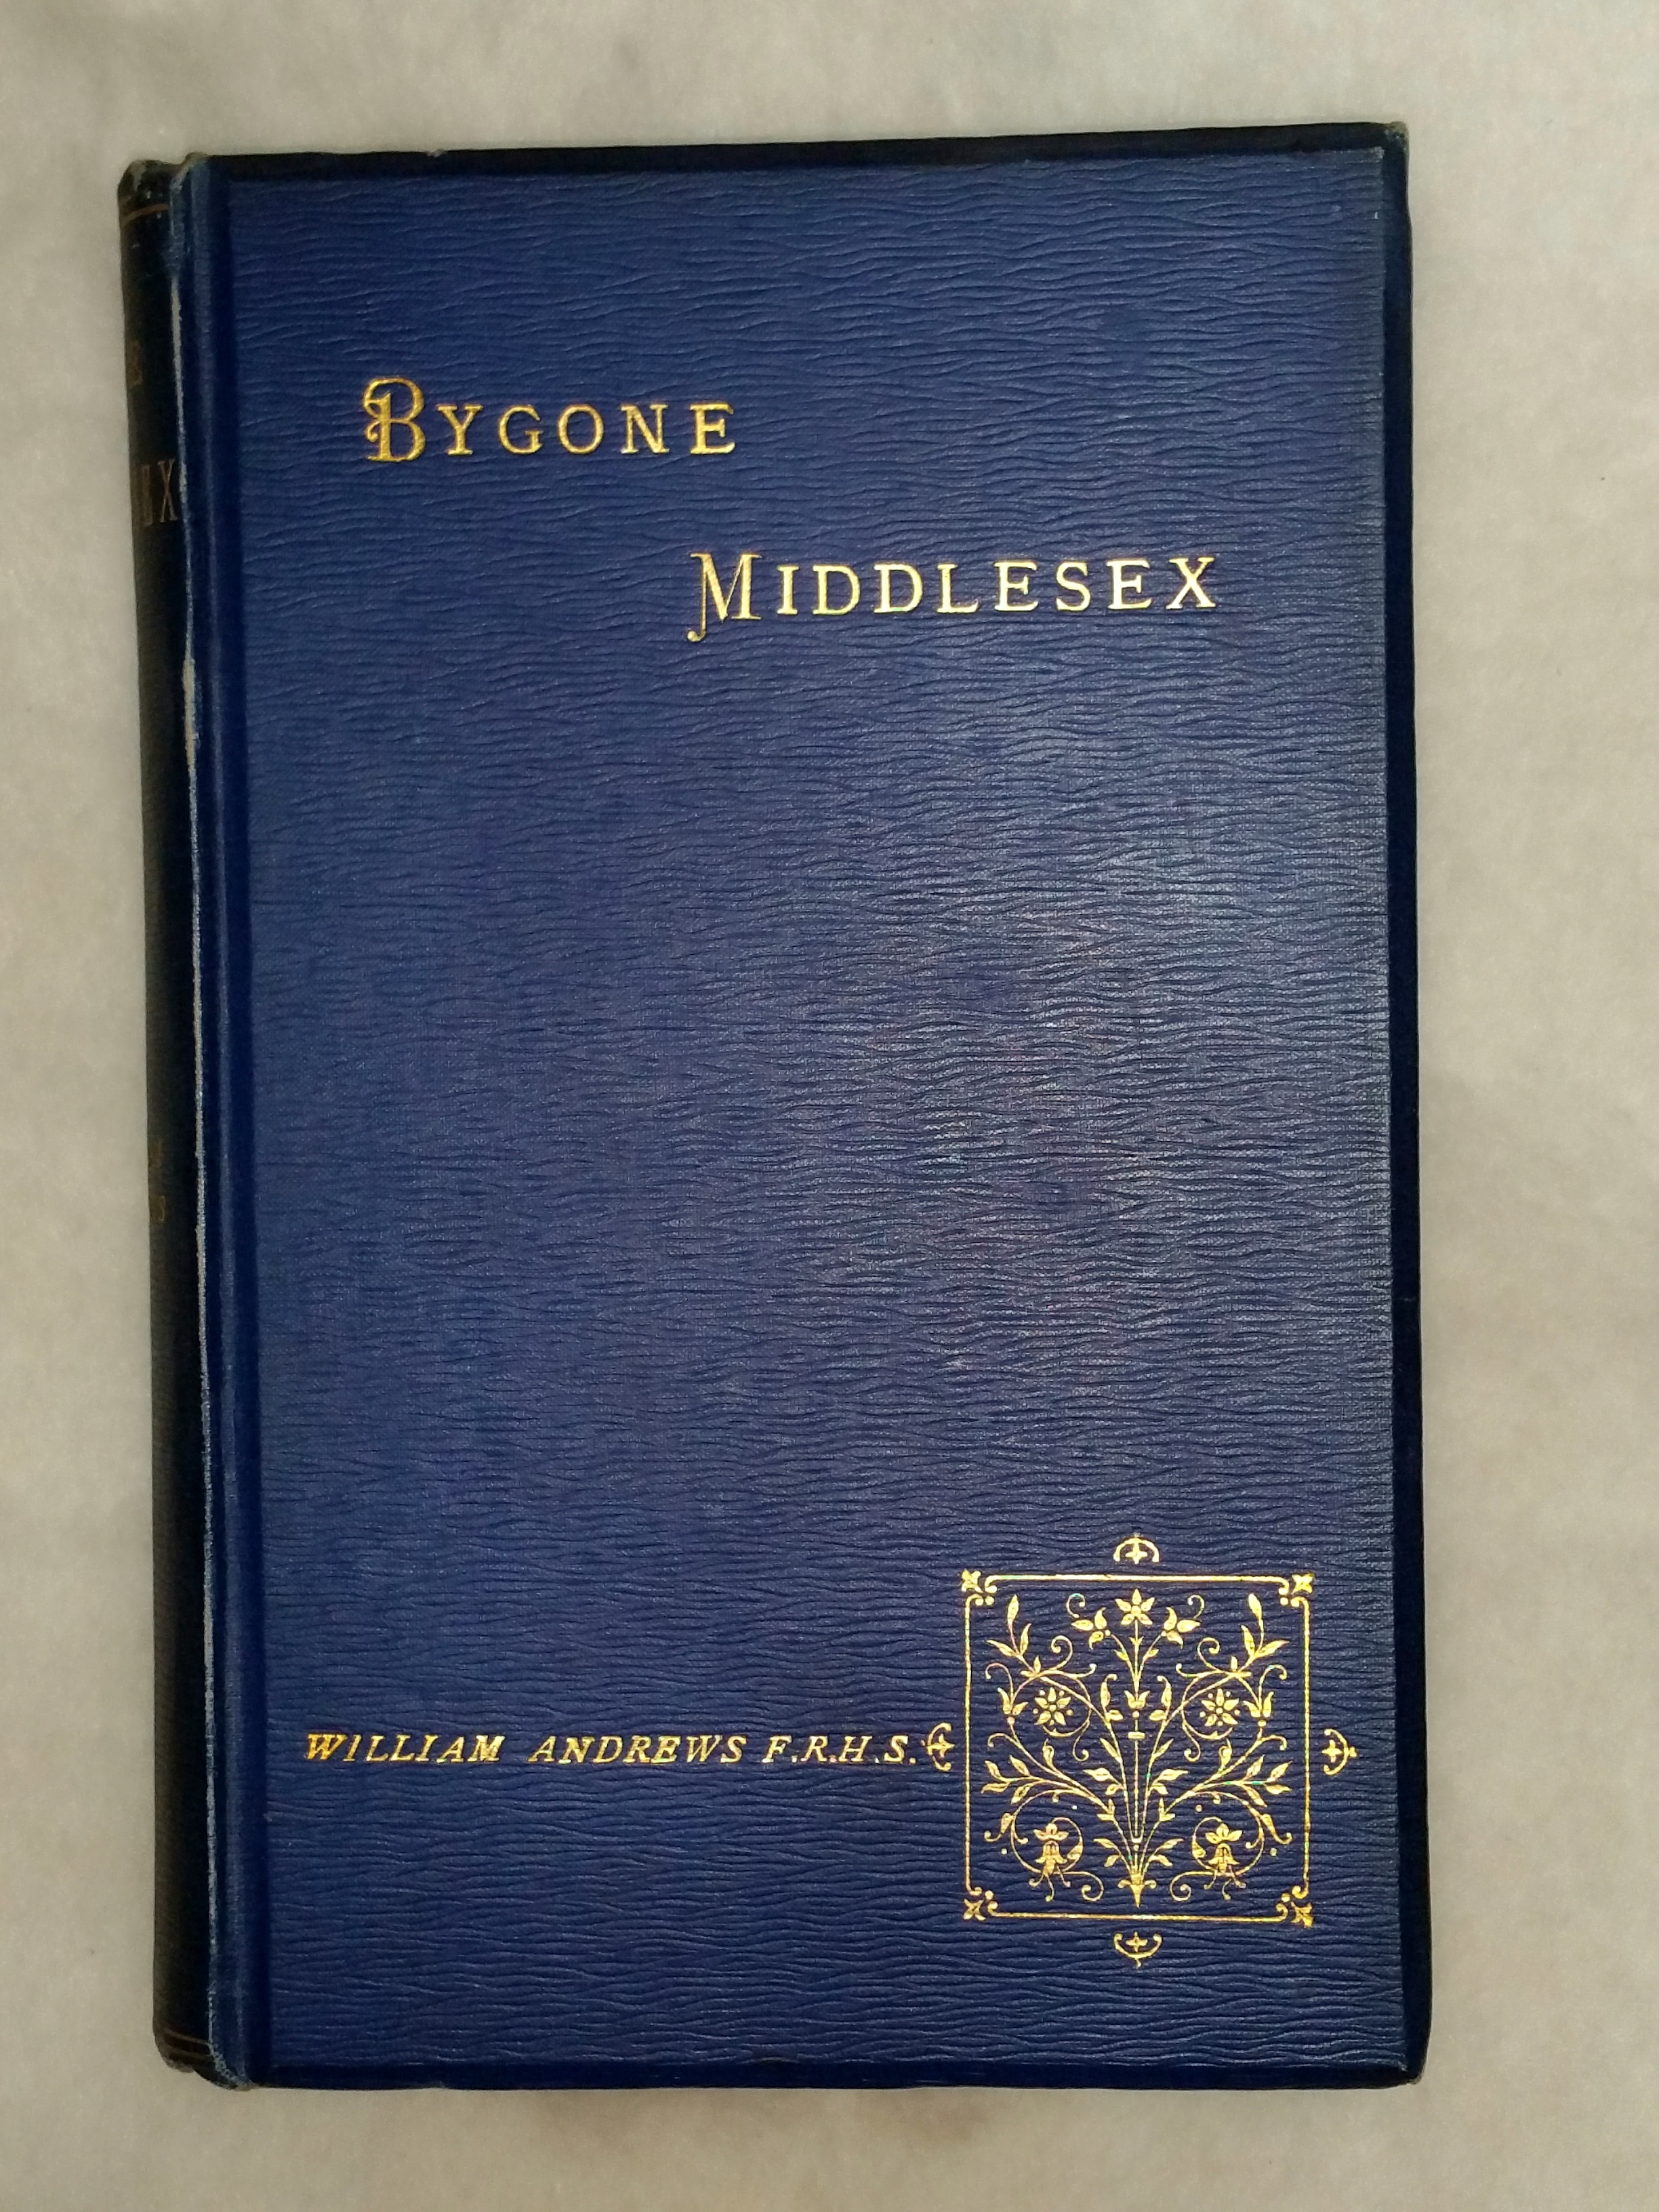 BYGONE
MIDDLESEX
WILLIAM ANDREWS F.R.H.S.